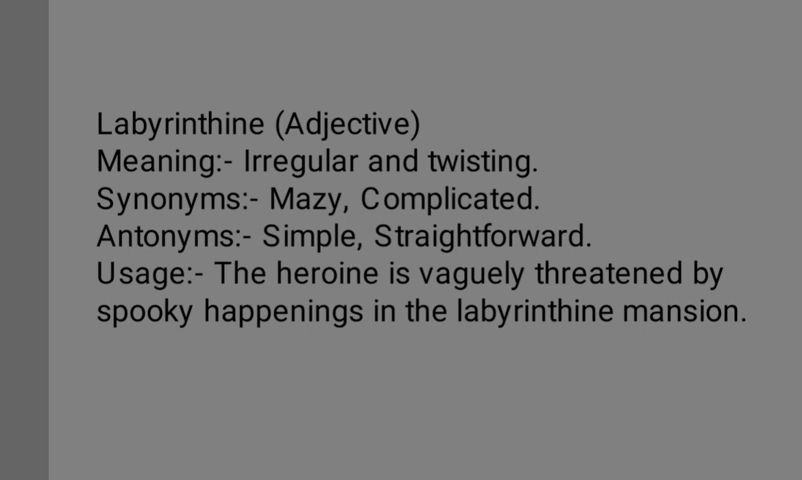 Labyrinthine (Adjective)
Meaning:- Irregular and twisting.
Synonyms:- Mazy, Complicated.
Antonyms:- Simple, Straightforward.
Usage:- The heroine is vaguely threatened by
spooky happenings in the labyrinthine mansion.